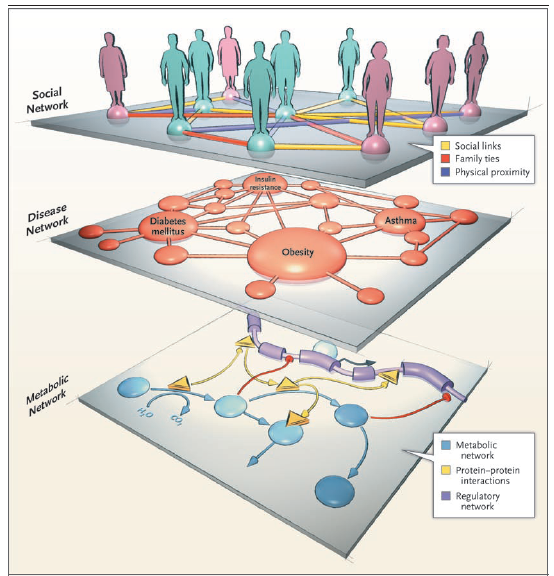 Social
Network
Social links
Family ties
Physical proximity
Disease
Network
Insulin
resistance
Diabetes
mellitus
Asthma
Obesity
Metabolic
Network
H₂O
CO₂
Metabolic
network
Protein–protein
interactions
Regulatory
network